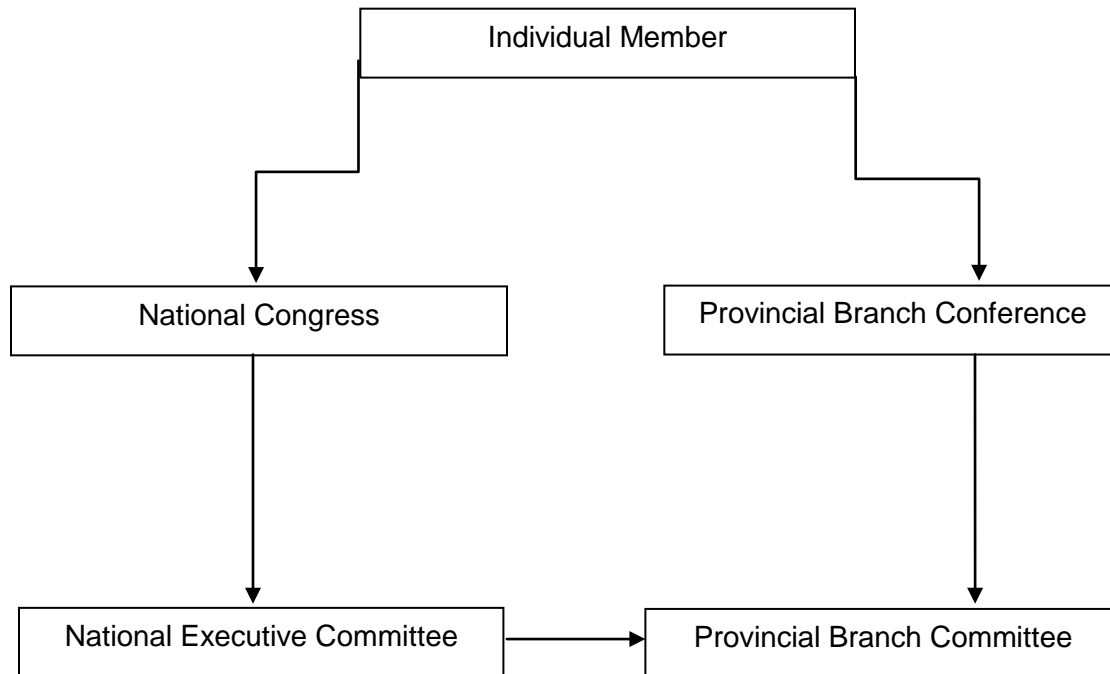 Individual Member
National Congress
Provincial Branch Conference
National Executive Committee
Provincial Branch Committee